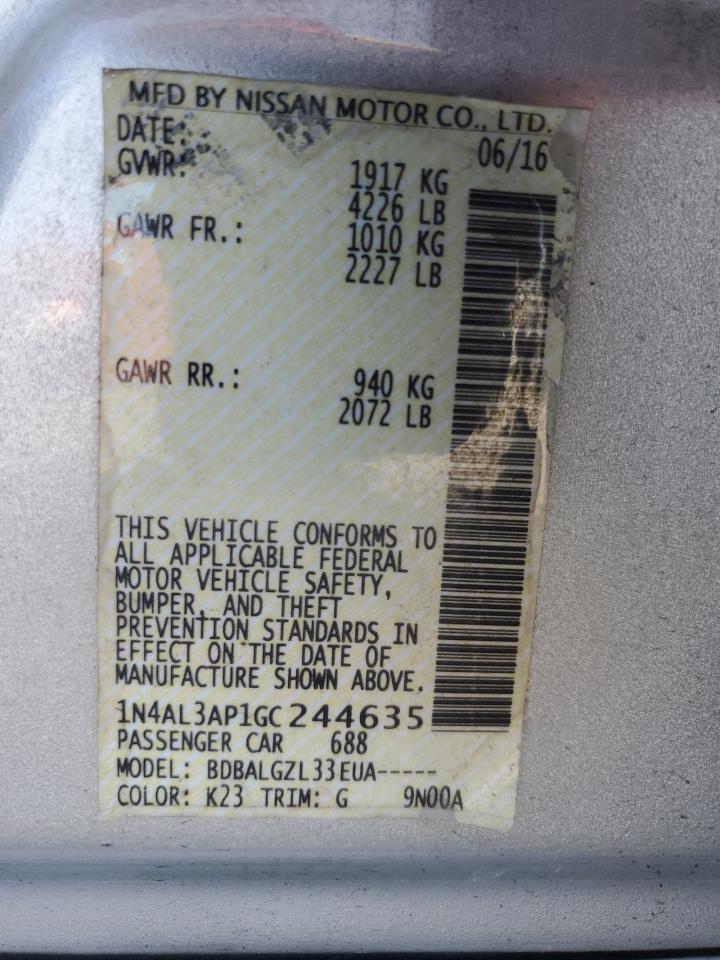 MFD BY NISSAN MOTOR CO., LTD.
DATE: 06/16
GVWR: 1917 KG
4226 LB
GAWR FR.: 1010 KG
2227 LB
GAWR RR.: 940 KG
2072 LB
THIS VEHICLE CONFORMS TO
ALL APPLICABLE FEDERAL
MOTOR VEHICLE SAFETY,
BUMPER, AND THEFT
PREVENTION STANDARDS IN
EFFECT ON THE DATE OF
MANUFACTURE SHOWN ABOVE.
1N4AL3AP1GC244635
PASSENGER CAR 688
MODEL: BDBALGZL33EUA-----
COLOR: K23 TRIM: G 9N00A